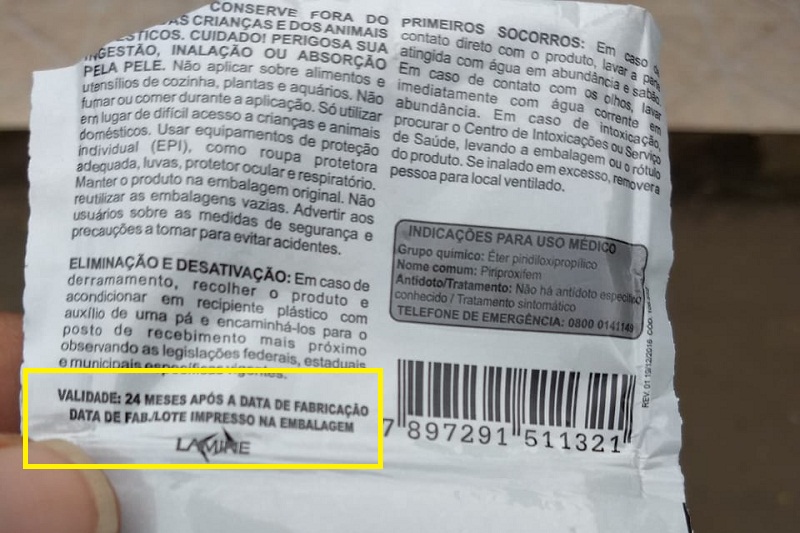 CONSERVE FORA DO
DAS CRIANÇAS E DOS ANIMAIS
CUIDADO! PERIGOSA SUA
INGESTÃO, INALAÇÃO OU ABSORÇÃO
PELA PELE. Não aplicar sobre alimentos e
utensílios de cozinha, plantas e aquários. Não
fumar ou comer durante a aplicação. Só utilizar
em lugar de difícil acesso a crianças e animais
domésticos. Usar equipamentos de proteção
individual (EPI), como roupa protetora
adequada, luvas, protetor ocular e respiratório.
Manter o produto na embalagem original. Não
reutilizar as embalagens vazias. Advertir aos
usuários sobre as medidas de segurança e
precauções a tomar para evitar acidentes.
ELIMINAÇÃO E DESATIVAÇÃO: Em caso de
derramamento, recolher o produto e
acondicionar em recipiente plástico com
auxílio de uma pá e encaminhá-los para o
posto de recebimento mais próximo
observando as legislações federais, estaduais
e municipais específicas vigentes.
VALIDADE: 24 MESES APÓS A DATA DE FABRICAÇÃO
DATA DE FAB./LOTE IMPRESSO NA EMBALAGEM
PRIMEIROS SOCORROS: Em caso de
contato direto com o produto, lavar a parte
atingida com água em abundância e sabão.
Em caso de contato com os olhos, lavar
imediatamente com água corrente em
abundância. Em caso de intoxicação,
procurar o Centro de Intoxicações ou Serviço
de Saúde, levando a embalagem ou o rótulo
do produto. Se inalado em excesso, remover a
pessoa para local ventilado.
INDICAÇÕES PARA USO MÉDICO
Grupo químico: Éter piridiloxipropílico
Nome comum: Piriproxifem
Antídoto/Tratamento: Não há antídoto específico
conhecido / Tratamento sintomático
TELEFONE DE EMERGÊNCIA: 0800 0141149
7 897291 511321
REV. 01 19/12/2016 CÓD.